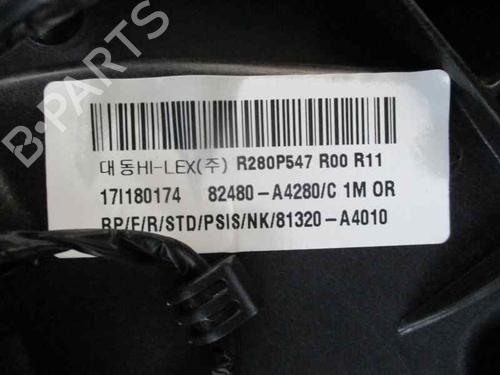 대동HI-LEX(주) R280P547 R00 R11
17I180174 82480-A4280/C 1M OR
RP/F/R/STD/PSIS/NK/81320-A4010
B-PARTS